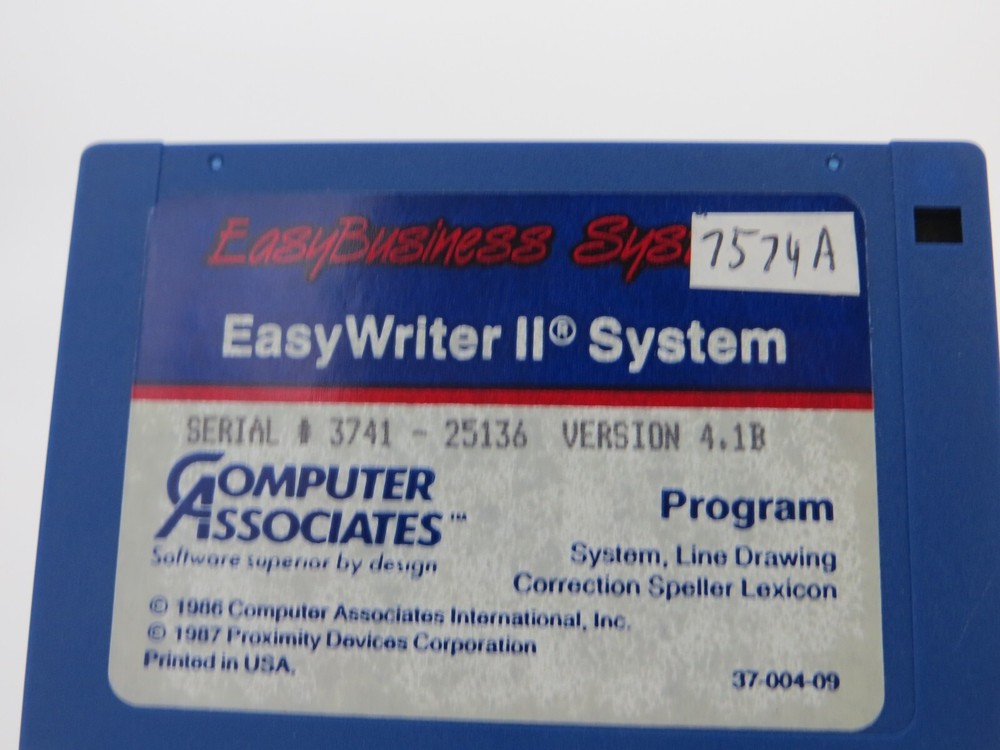 EasyBusiness Sys
7574A
EasyWriter II® System
SERIAL # 3741 - 25136 VERSION 4.1B
COMPUTER
ASSOCIATES™
Software superior by design
Program
System, Line Drawing
Correction Speller Lexicon
© 1986 Computer Associates International, Inc.
© 1987 Proximity Devices Corporation
Printed in USA.
37-004-09